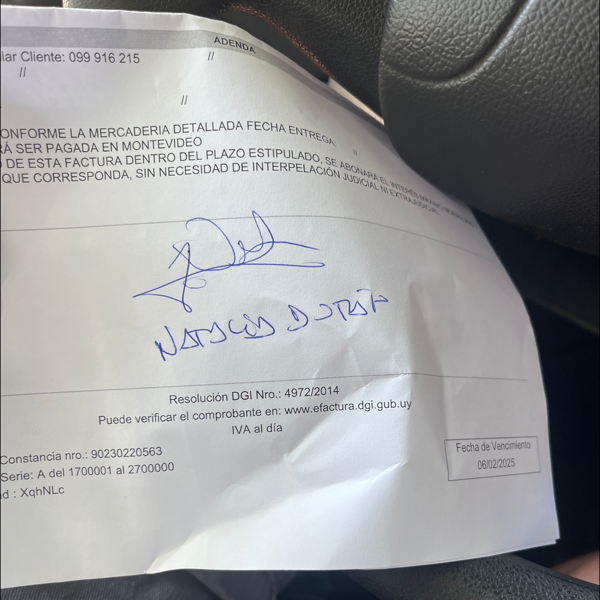 ADENDA
lar Cliente: 099 916 215 //
//
//
ONFORME LA MERCADERIA DETALLADA FECHA ENTREGA: //
RÁ SER PAGADA EN MONTEVIDEO
O DE ESTA FACTURA DENTRO DEL PLAZO ESTIPULADO, SE ABONARA EL INTERÉS MÁXIMO
QUE CORRESPONDA, SIN NECESIDAD DE INTERPELACIÓN JUDICIAL NI EXTRAJUDICIAL
Resolución DGI Nro.: 4972/2014
Puede verificar el comprobante en: www.efactura.dgi.gub.uy
IVA al día
Constancia nro.: 90230220563
Serie: A del 1700001 al 2700000
d : XqhNLc
Fecha de Vencimiento
06/02/2025